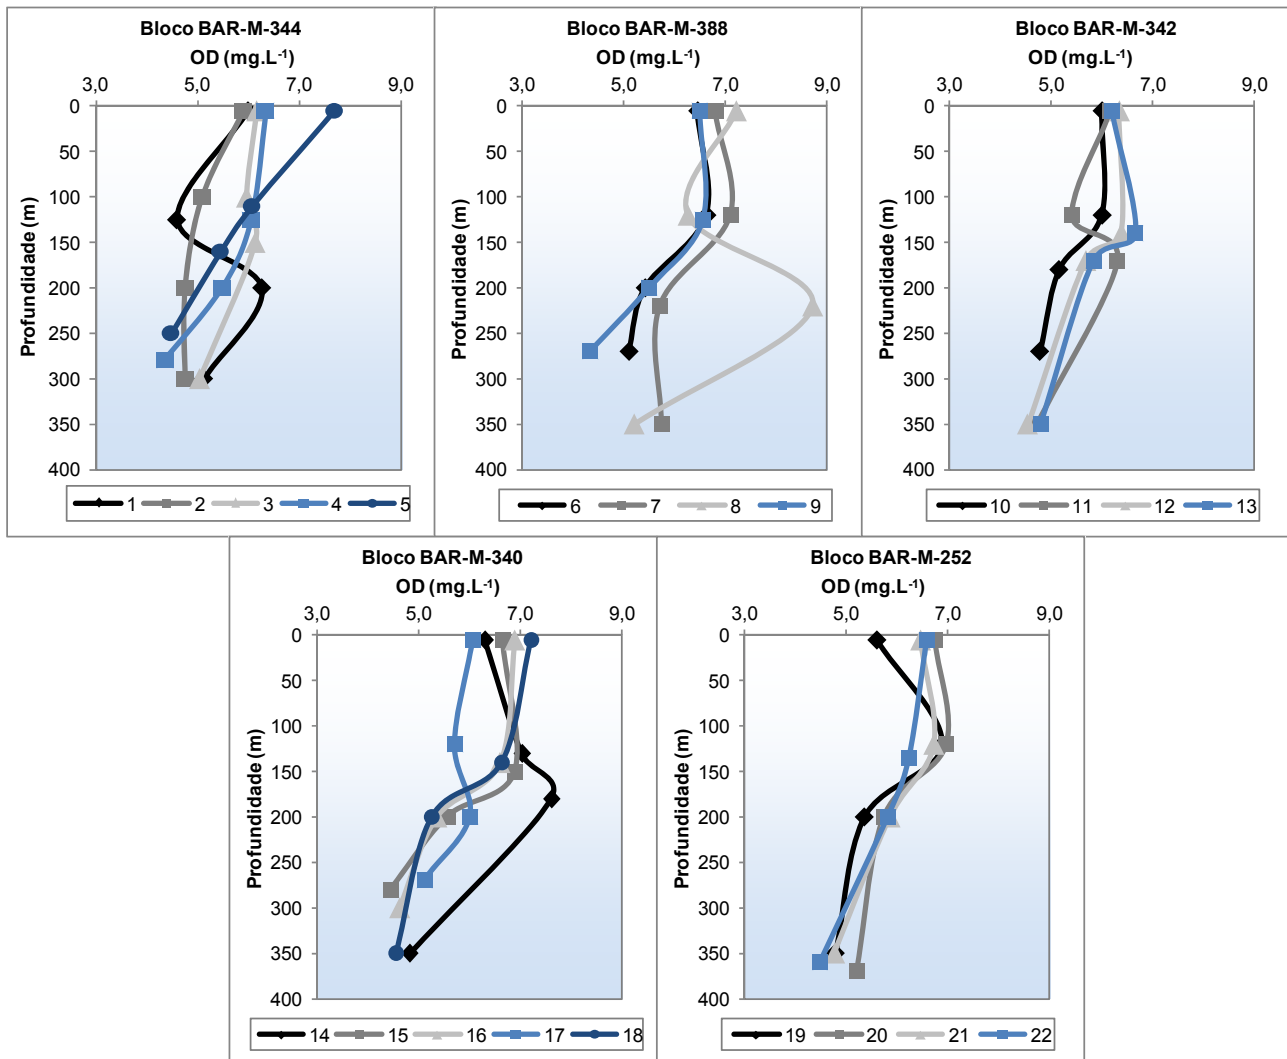 Bloco BAR-M-344
OD (mg.L⁻¹)
3,0 5,0 7,0 9,0
0
50
100
150
200
250
300
350
400
Profundidade (m)
1 2 3 4 5
Bloco BAR-M-388
OD (mg.L⁻¹)
3,0 5,0 7,0 9,0
0
50
100
150
200
250
300
350
400
Profundidade (m)
6 7 8 9
Bloco BAR-M-342
OD (mg.L⁻¹)
3,0 5,0 7,0 9,0
0
50
100
150
200
250
300
350
400
Profundidade (m)
10 11 12 13
Bloco BAR-M-340
OD (mg.L⁻¹)
3,0 5,0 7,0 9,0
0
50
100
150
200
250
300
350
400
Profundidade (m)
14 15 16 17 18
Bloco BAR-M-252
OD (mg.L⁻¹)
3,0 5,0 7,0 9,0
0
50
100
150
200
250
300
350
400
Profundidade (m)
19 20 21 22